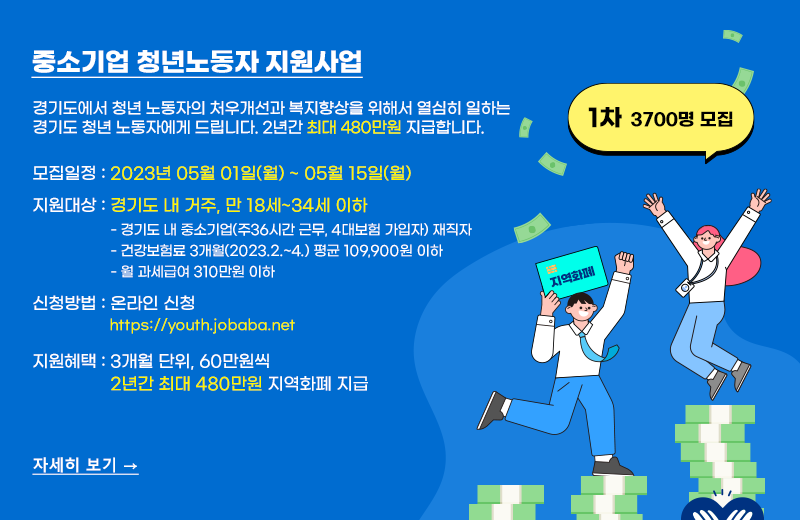 중소기업 청년노동자 지원사업
경기도에서 청년 노동자의 처우개선과 복지향상을 위해서 열심히 일하는
경기도 청년 노동자에게 드립니다. 2년간 최대 480만원 지급합니다.
1차 3700명 모집
모집일정 : 2023년 05월 01일(월) ~ 05월 15일(월)
지원대상 : 경기도 내 거주, 만 18세~34세 이하
- 경기도 내 중소기업(주36시간 근무, 4대보험 가입자) 재직자
- 건강보험료 3개월(2023.2.~4.) 평균 109,900원 이하
- 월 과세급여 310만원 이하
신청방법 : 온라인 신청
https://youth.jobaba.net
지원혜택 : 3개월 단위, 60만원씩
2년간 최대 480만원 지역화폐 지급
지역화폐
자세히 보기 →